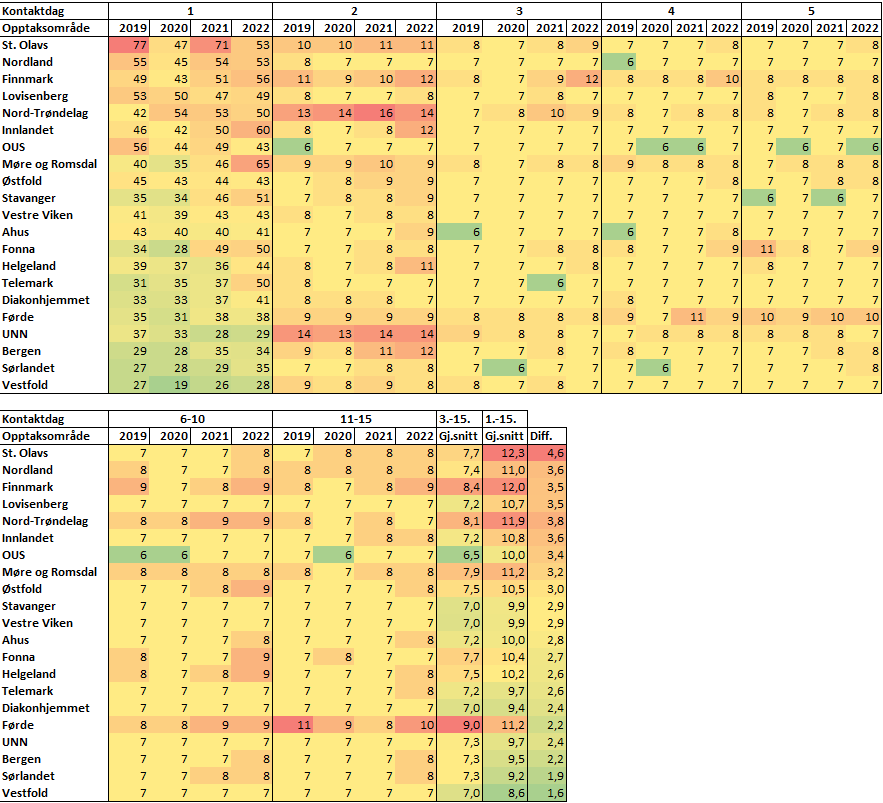 Kontaktdag 1 2 3 4 5
Opptaksområde 2019 2020 2021 2022 2019 2020 2021 2022 2019 2020 2021 2022 2019 2020 2021 2022 2019 2020 2021 2022
St. Olavs 77 47 71 53 10 10 11 11 8 7 8 9 7 7 7 8 7 7 7 8
Nordland 55 45 54 53 8 7 7 7 7 7 7 7 6 7 7 7 7 7 7 7
Finnmark 49 43 51 56 11 9 10 12 8 7 9 12 8 8 8 10 8 8 8 8
Lovisenberg 53 50 47 49 8 7 7 8 7 8 7 7 7 7 7 7 8 7 7 8
Nord-Trøndelag 42 54 53 50 13 14 16 14 7 8 10 9 8 7 8 8 8 7 8 8
Innlandet 46 42 50 60 8 7 8 12 7 7 7 7 7 7 7 7 7 7 7 7
OUS 56 44 49 43 6 7 7 7 7 7 7 7 7 6 6 7 7 6 7 6
Møre og Romsdal 40 35 46 65 9 9 10 9 8 7 8 8 9 8 8 8 7 8 8 8
Østfold 45 43 44 43 7 8 9 9 7 7 7 7 7 7 7 8 7 7 8 8
Stavanger 35 34 46 51 7 8 8 9 7 7 7 7 7 7 7 7 6 7 6 7
Vestre Viken 41 39 43 43 8 7 8 8 7 7 7 7 7 7 7 7 7 7 7 7
Ahus 43 40 40 41 7 7 7 9 6 7 7 7 6 7 7 8 7 7 7 7
Fonna 34 28 49 50 7 7 8 8 7 7 8 8 7 7 7 9 11 8 7 9
Helgeland 39 37 36 44 8 7 8 11 7 7 7 8 7 7 7 7 8 7 7 7
Telemark 31 35 37 50 8 7 7 7 7 7 6 7 7 7 7 7 7 7 7 7
Diakonhjemmet 33 33 37 41 8 8 8 7 7 7 7 7 8 7 7 7 7 7 7 7
Førde 35 31 38 38 9 9 9 9 8 8 8 8 9 7 11 9 10 9 10 10
UNN 37 33 28 29 14 13 14 14 9 8 8 7 7 8 8 8 8 8 8 8
Bergen 29 28 35 34 9 8 11 12 7 7 8 7 8 7 7 7 7 7 8 8
Sørlandet 27 28 29 35 7 7 8 8 7 6 7 8 7 6 7 7 7 7 7 8
Vestfold 27 19 26 28 9 8 9 8 8 7 8 7 7 7 7 7 7 7 7 7
Kontaktdag 6-10 11-15 3.-15. 1.-15.
Opptaksområde 2019 2020 2021 2022 2019 2020 2021 2022 Gj.snitt Gj.snitt Diff.
St. Olavs 7 7 7 8 7 8 8 8 7,7 12,3 4,6
Nordland 8 7 7 8 8 8 8 8 7,4 11,0 3,6
Finnmark 9 7 8 9 8 7 8 9 8,4 12,0 3,5
Lovisenberg 7 7 7 7 7 7 7 7 7,2 10,7 3,5
Nord-Trøndelag 8 8 9 9 8 7 8 7 8,1 11,9 3,8
Innlandet 7 7 7 7 7 7 8 8 7,2 10,8 3,6
OUS 6 6 7 7 7 6 7 7 6,5 10,0 3,4
Møre og Romsdal 8 8 8 8 8 7 8 8 7,9 11,2 3,2
Østfold 7 7 8 9 7 7 7 8 7,5 10,5 3,0
Stavanger 7 7 7 7 7 7 7 7 7,0 9,9 2,9
Vestre Viken 7 7 7 7 7 7 7 7 7,0 9,9 2,9
Ahus 7 7 7 8 7 7 7 8 7,2 10,0 2,8
Fonna 8 7 7 9 7 8 7 7 7,7 10,4 2,7
Helgeland 8 7 8 9 7 7 7 8 7,5 10,2 2,6
Telemark 7 7 7 7 7 7 7 8 7,2 9,7 2,6
Diakonhjemmet 7 7 7 7 7 7 7 7 7,0 9,4 2,4
Førde 8 8 9 9 11 9 8 10 9,0 11,2 2,2
UNN 7 7 7 7 7 7 7 7 7,3 9,7 2,4
Bergen 7 7 7 8 7 7 7 8 7,3 9,5 2,2
Sørlandet 7 7 8 8 7 7 7 8 7,3 9,2 1,9
Vestfold 7 7 7 7 7 7 7 7 7,0 8,6 1,6